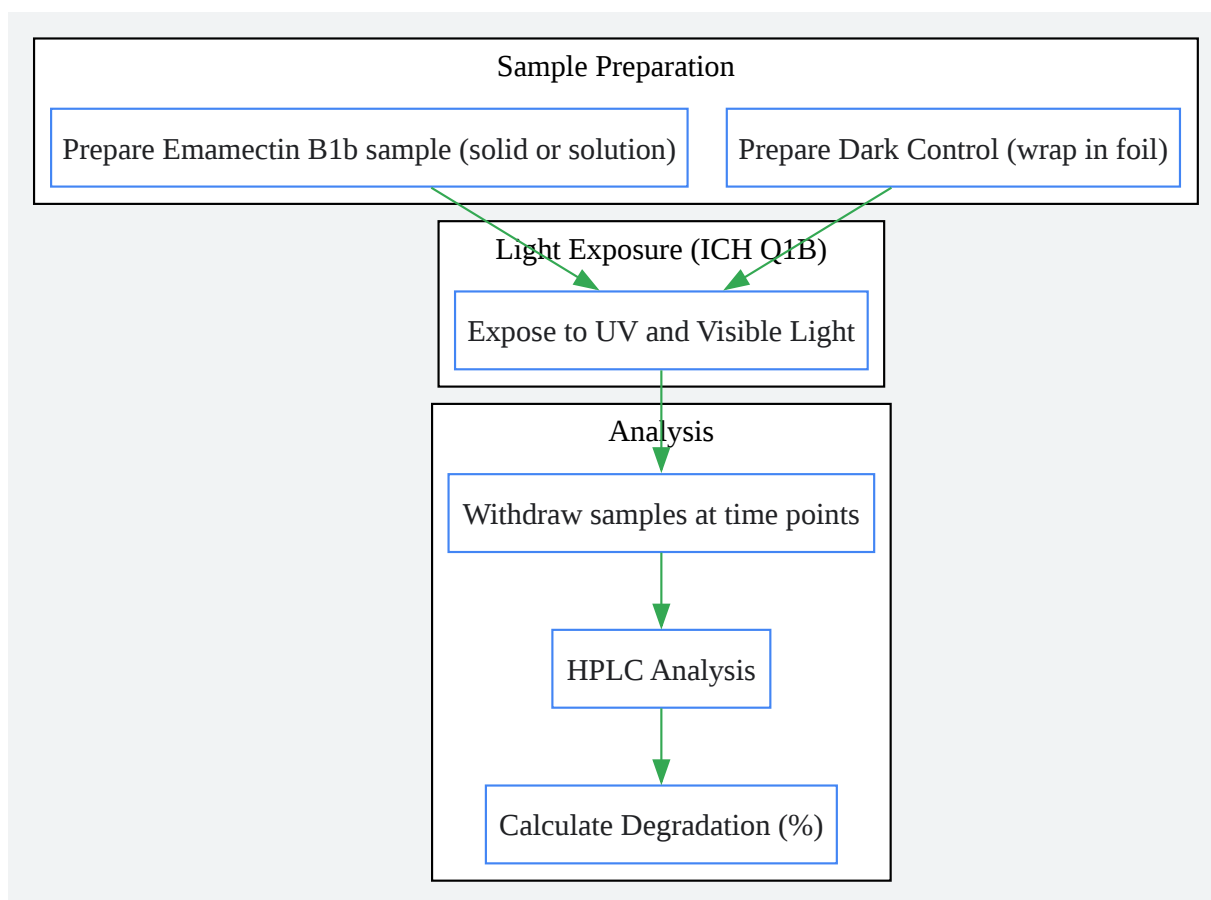 Sample Preparation
Prepare Emamectin B1b sample (solid or solution)
Prepare Dark Control (wrap in foil)
Light Exposure (ICH Q1B)
Expose to UV and Visible Light
Analysis
Withdraw samples at time points
HPLC Analysis
Calculate Degradation (%)